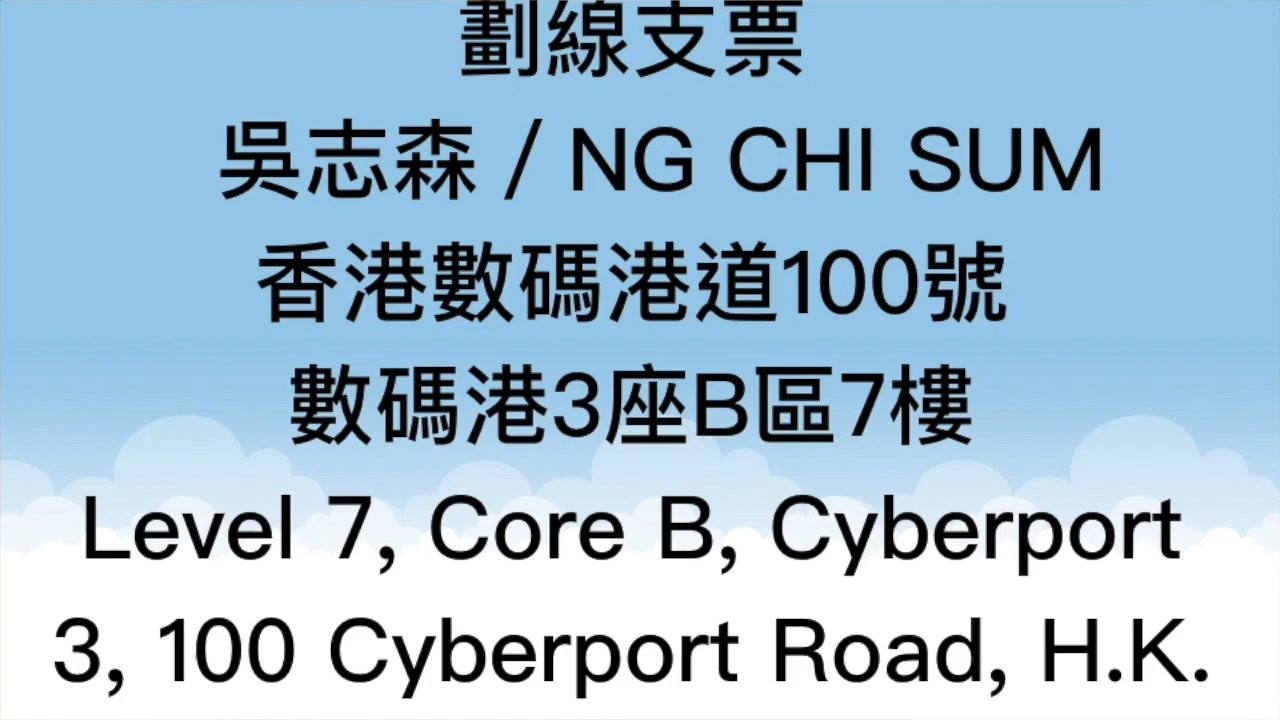 劃線支票
吳志森 / NG CHI SUM
香港數碼港道100號
數碼港3座B區7樓
Level 7, Core B, Cyberport
3, 100 Cyberport Road, H.K.